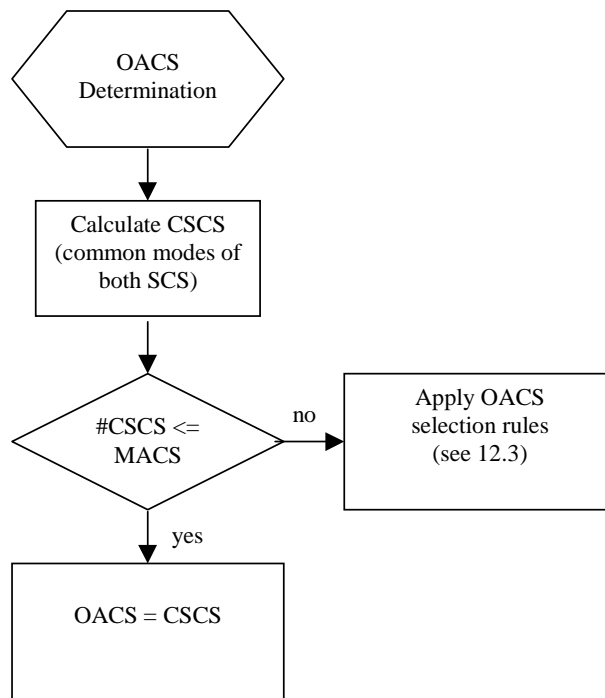 OACS
Determination
Calculate CSCS
(common modes of
both SCS)
#CSCS <=
MACS
no
Apply OACS
selection rules
(see 12.3)
yes
OACS = CSCS